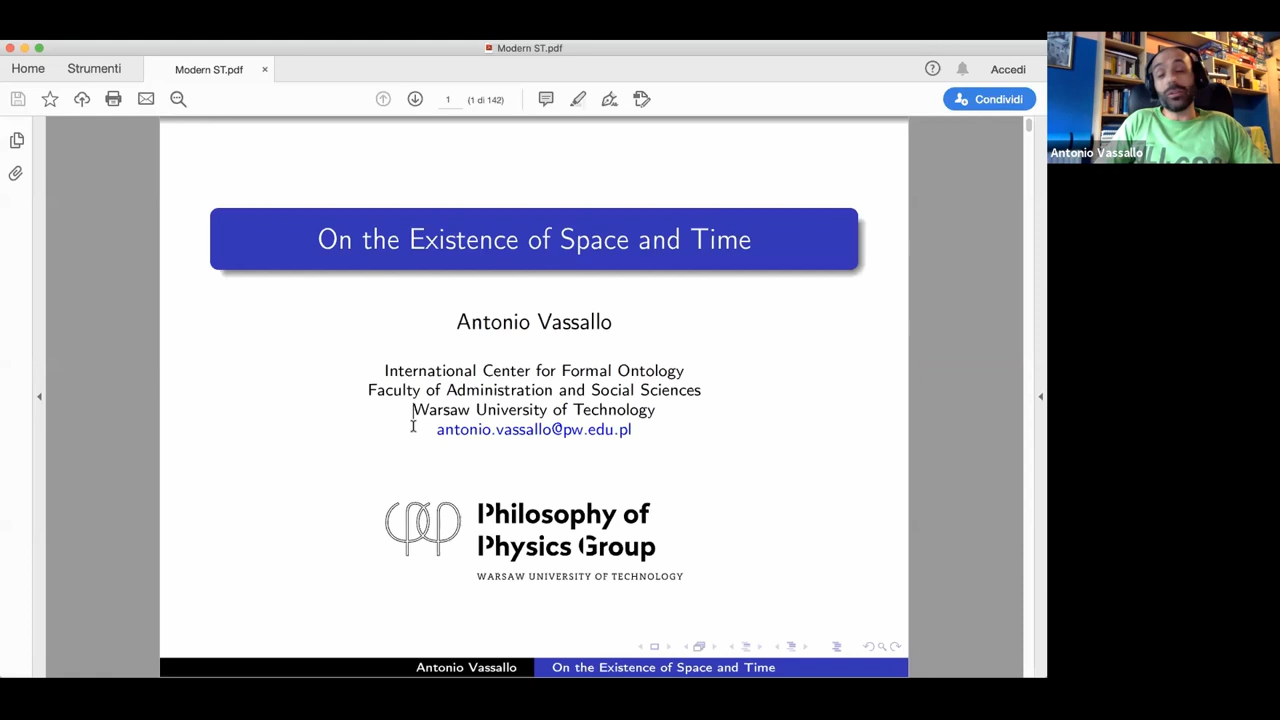 Modern ST.pdf
Home
Strumenti
Modern ST.pdf
×
1
(1 di 142)
Accedi
Condividi
Antonio Vassallo
On the Existence of Space and Time
Antonio Vassallo
International Center for Formal Ontology
Faculty of Administration and Social Sciences
Warsaw University of Technology
antonio.vassallo@pw.edu.pl
φφ
Philosophy of
Physics Group
WARSAW UNIVERSITY OF TECHNOLOGY
Antonio Vassallo
On the Existence of Space and Time